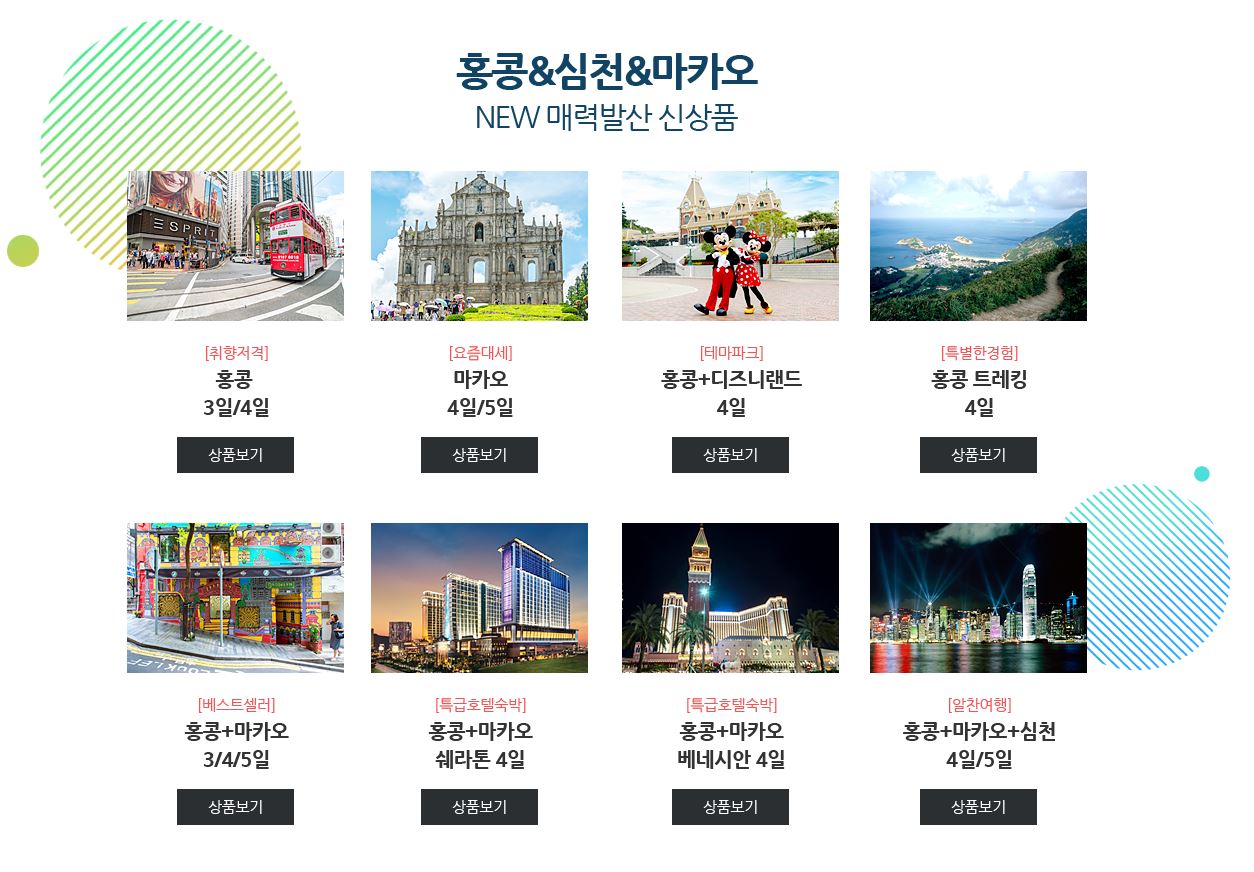 홍콩&심천&마카오
NEW 매력발산 신상품
ESPRIT
[취향저격]
홍콩
3일/4일
상품보기
[요즘대세]
마카오
4일/5일
상품보기
[테마파크]
홍콩+디즈니랜드
4일
상품보기
[특별한경험]
홍콩 트레킹
4일
상품보기
[베스트셀러]
홍콩+마카오
3/4/5일
상품보기
[특급호텔숙박]
홍콩+마카오
쉐라톤 4일
상품보기
[특급호텔숙박]
홍콩+마카오
베네시안 4일
상품보기
[알찬여행]
홍콩+마카오+심천
4일/5일
상품보기